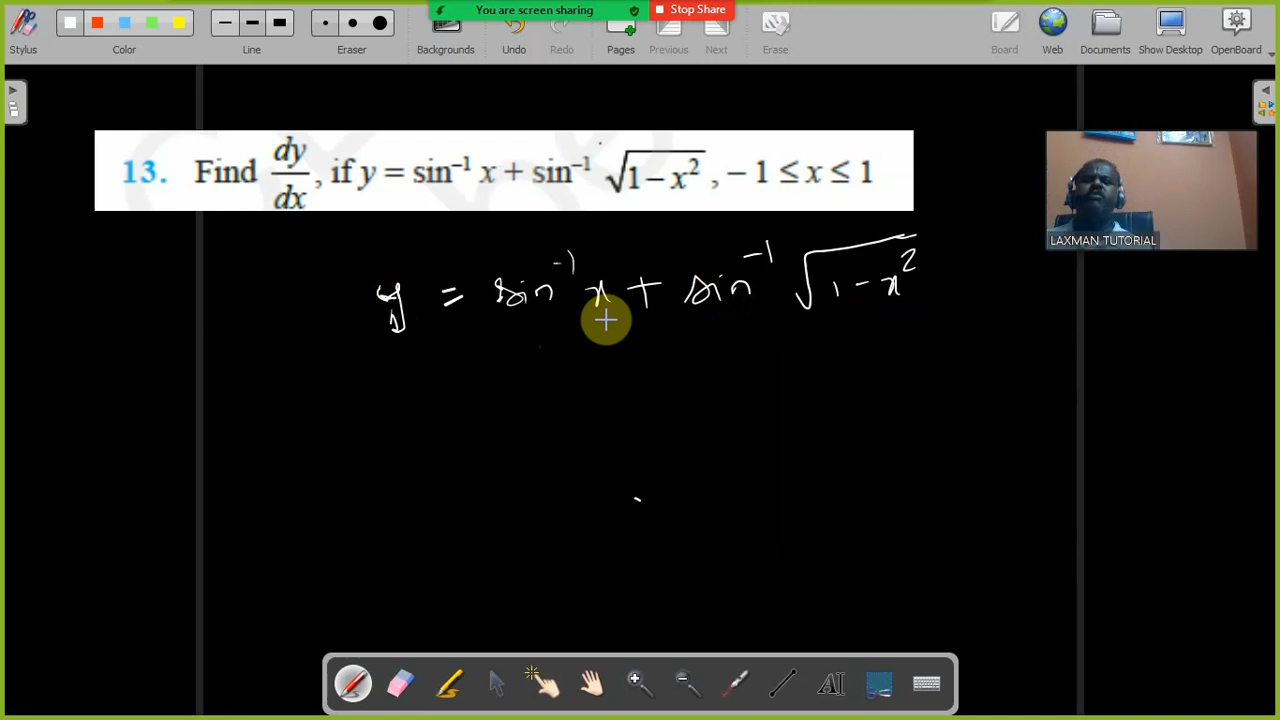 You are screen sharing Stop Share
Stylus Color Line Eraser Backgrounds Undo Redo Pages Previous Next Erase Board Web Documents Show Desktop OpenBoard
13. Find dy/dx, if y = sin⁻¹ x + sin⁻¹ √(1–x²), – 1 ≤ x ≤ 1
LAXMAN TUTORIAL
y = sin⁻¹ x + sin⁻¹ √(1-x²)
AI